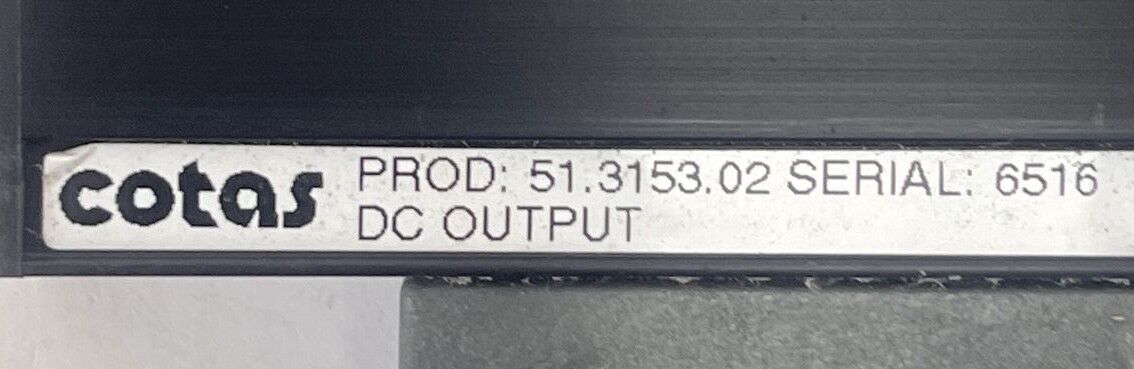 cotas
PROD: 51.3153.02 SERIAL: 6516
DC OUTPUT